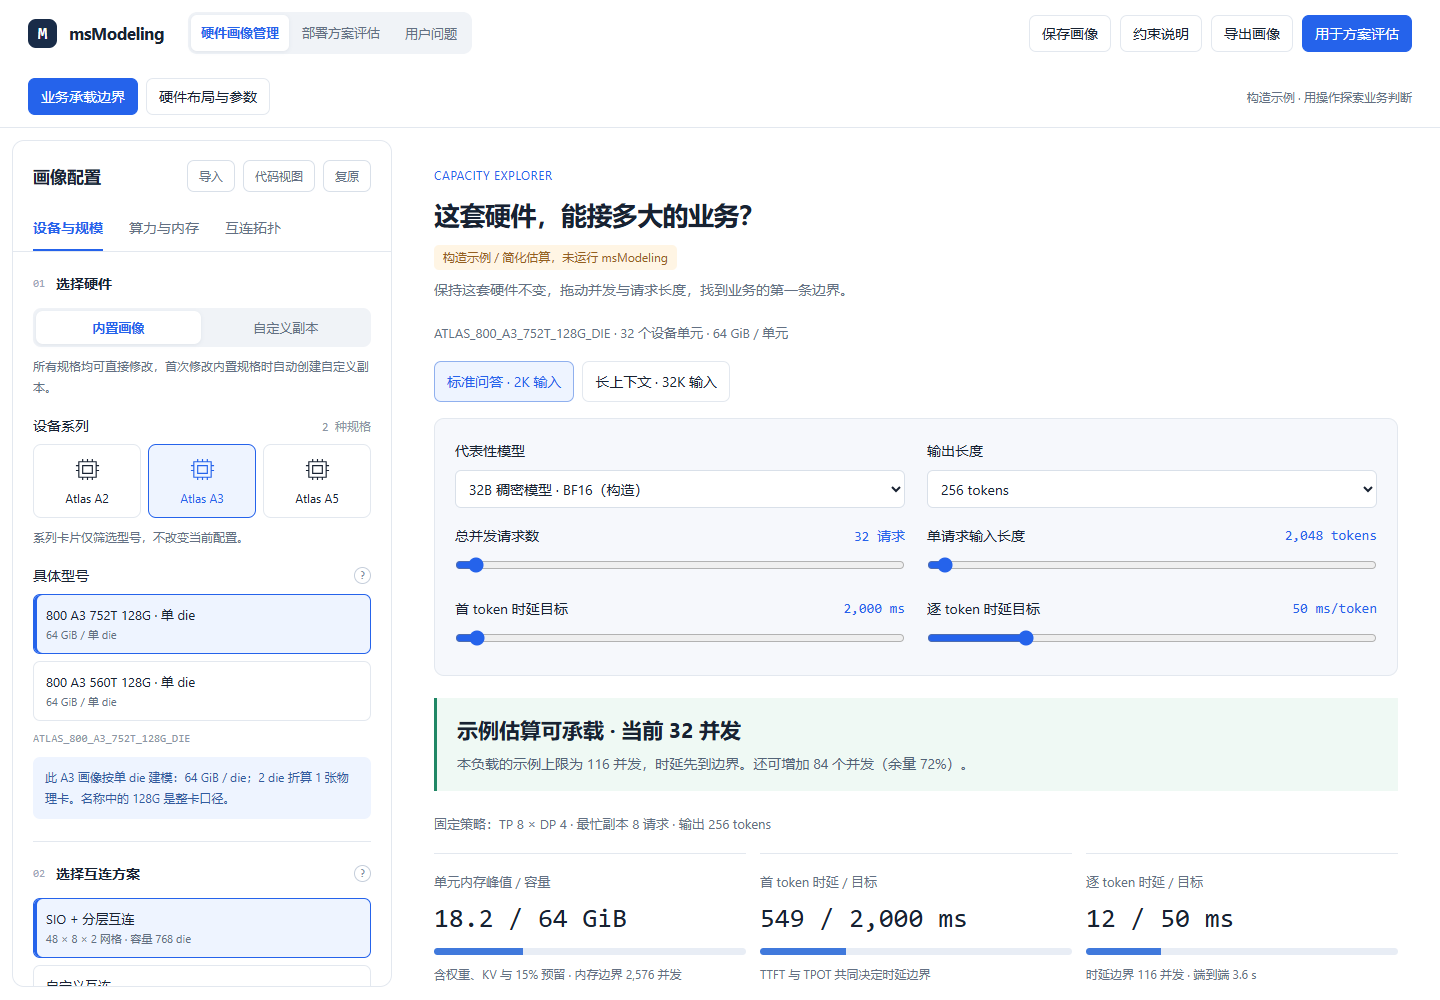 M msModeling 硬件画像管理 部署方案评估 用户问题 保存画像 约束说明 导出画像 用于方案评估
业务承载边界 硬件布局与参数 构造示例 · 用操作探索业务判断
画像配置 导入 代码视图 复原
设备与规模 算力与内存 互连拓扑
01 选择硬件
内置画像 自定义副本
所有规格均可直接修改，首次修改内置规格时自动创建自定义副
本。
设备系列 2 种规格
Atlas A2 Atlas A3 Atlas A5
系列卡片仅筛选型号，不改变当前配置。
具体型号 ?
800 A3 752T 128G · 单 die
64 GiB / 单 die
800 A3 560T 128G · 单 die
64 GiB / 单 die
ATLAS_800_A3_752T_128G_DIE
此 A3 画像按单 die 建模：64 GiB / die；2 die 折算 1 张物
理卡。名称中的 128G 是整卡口径。
02 选择互连方案 ?
SIO + 分层互连
48 × 8 × 2 网格 · 容量 768 die
自定义互连
CAPACITY EXPLORER
这套硬件，能接多大的业务？
构造示例 / 简化估算，未运行 msModeling
保持这套硬件不变，拖动并发与请求长度，找到业务的第一条边界。
ATLAS_800_A3_752T_128G_DIE · 32 个设备单元 · 64 GiB / 单元
标准问答 · 2K 输入 长上下文 · 32K 输入
代表性模型 输出长度
32B 稠密模型 · BF16（构造） 256 tokens
总并发请求数 32 请求 单请求输入长度 2,048 tokens
首 token 时延目标 2,000 ms 逐 token 时延目标 50 ms/token
示例估算可承载 · 当前 32 并发
本负载的示例上限为 116 并发，时延先到边界。还可增加 84 个并发（余量 72%）。
固定策略：TP 8 × DP 4 · 最忙副本 8 请求 · 输出 256 tokens
单元内存峰值 / 容量 首 token 时延 / 目标 逐 token 时延 / 目标
18.2 / 64 GiB 549 / 2,000 ms 12 / 50 ms
含权重、KV 与 15% 预留 · 内存边界 2,576 并发 TTFT 与 TPOT 共同决定时延边界 时延边界 116 并发 · 端到端 3.6 s